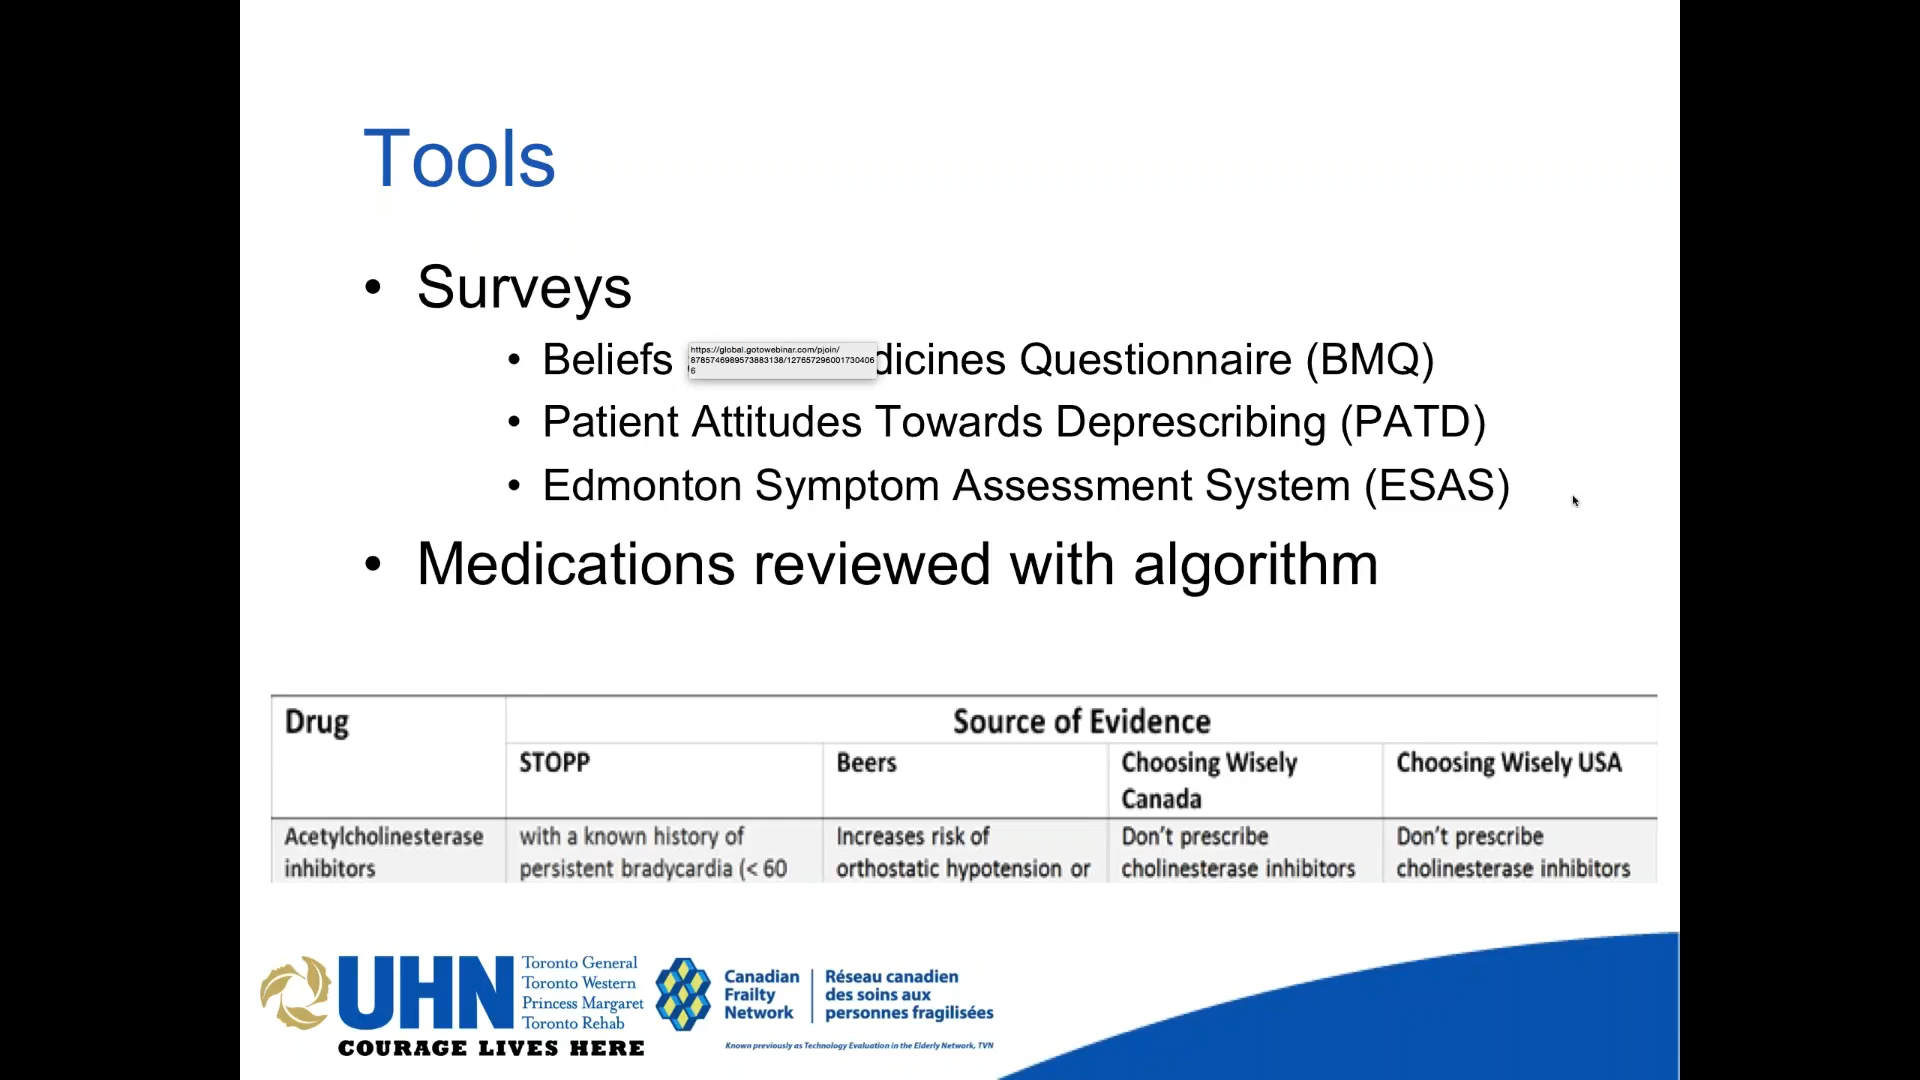 Tools
• Surveys
• Beliefs dicines Questionnaire (BMQ)
https://global.gotowebinar.com/pjoin/
8785746989573883138/127657296001730406
6
• Patient Attitudes Towards Deprescribing (PATD)
• Edmonton Symptom Assessment System (ESAS)
• Medications reviewed with algorithm
Drug
Source of Evidence
STOPP
Beers
Choosing Wisely
Canada
Choosing Wisely USA
Acetylcholinesterase
inhibitors
with a known history of
persistent bradycardia (< 60
Increases risk of
orthostatic hypotension or
Don't prescribe
cholinesterase inhibitors
Don't prescribe
cholinesterase inhibitors
UHN
Toronto General
Toronto Western
Princess Margaret
Toronto Rehab
COURAGE LIVES HERE
Canadian
Frailty
Network
Réseau canadien
des soins aux
personnes fragilisées
Known previously as Technology Evaluation in the Elderly Network, TVN